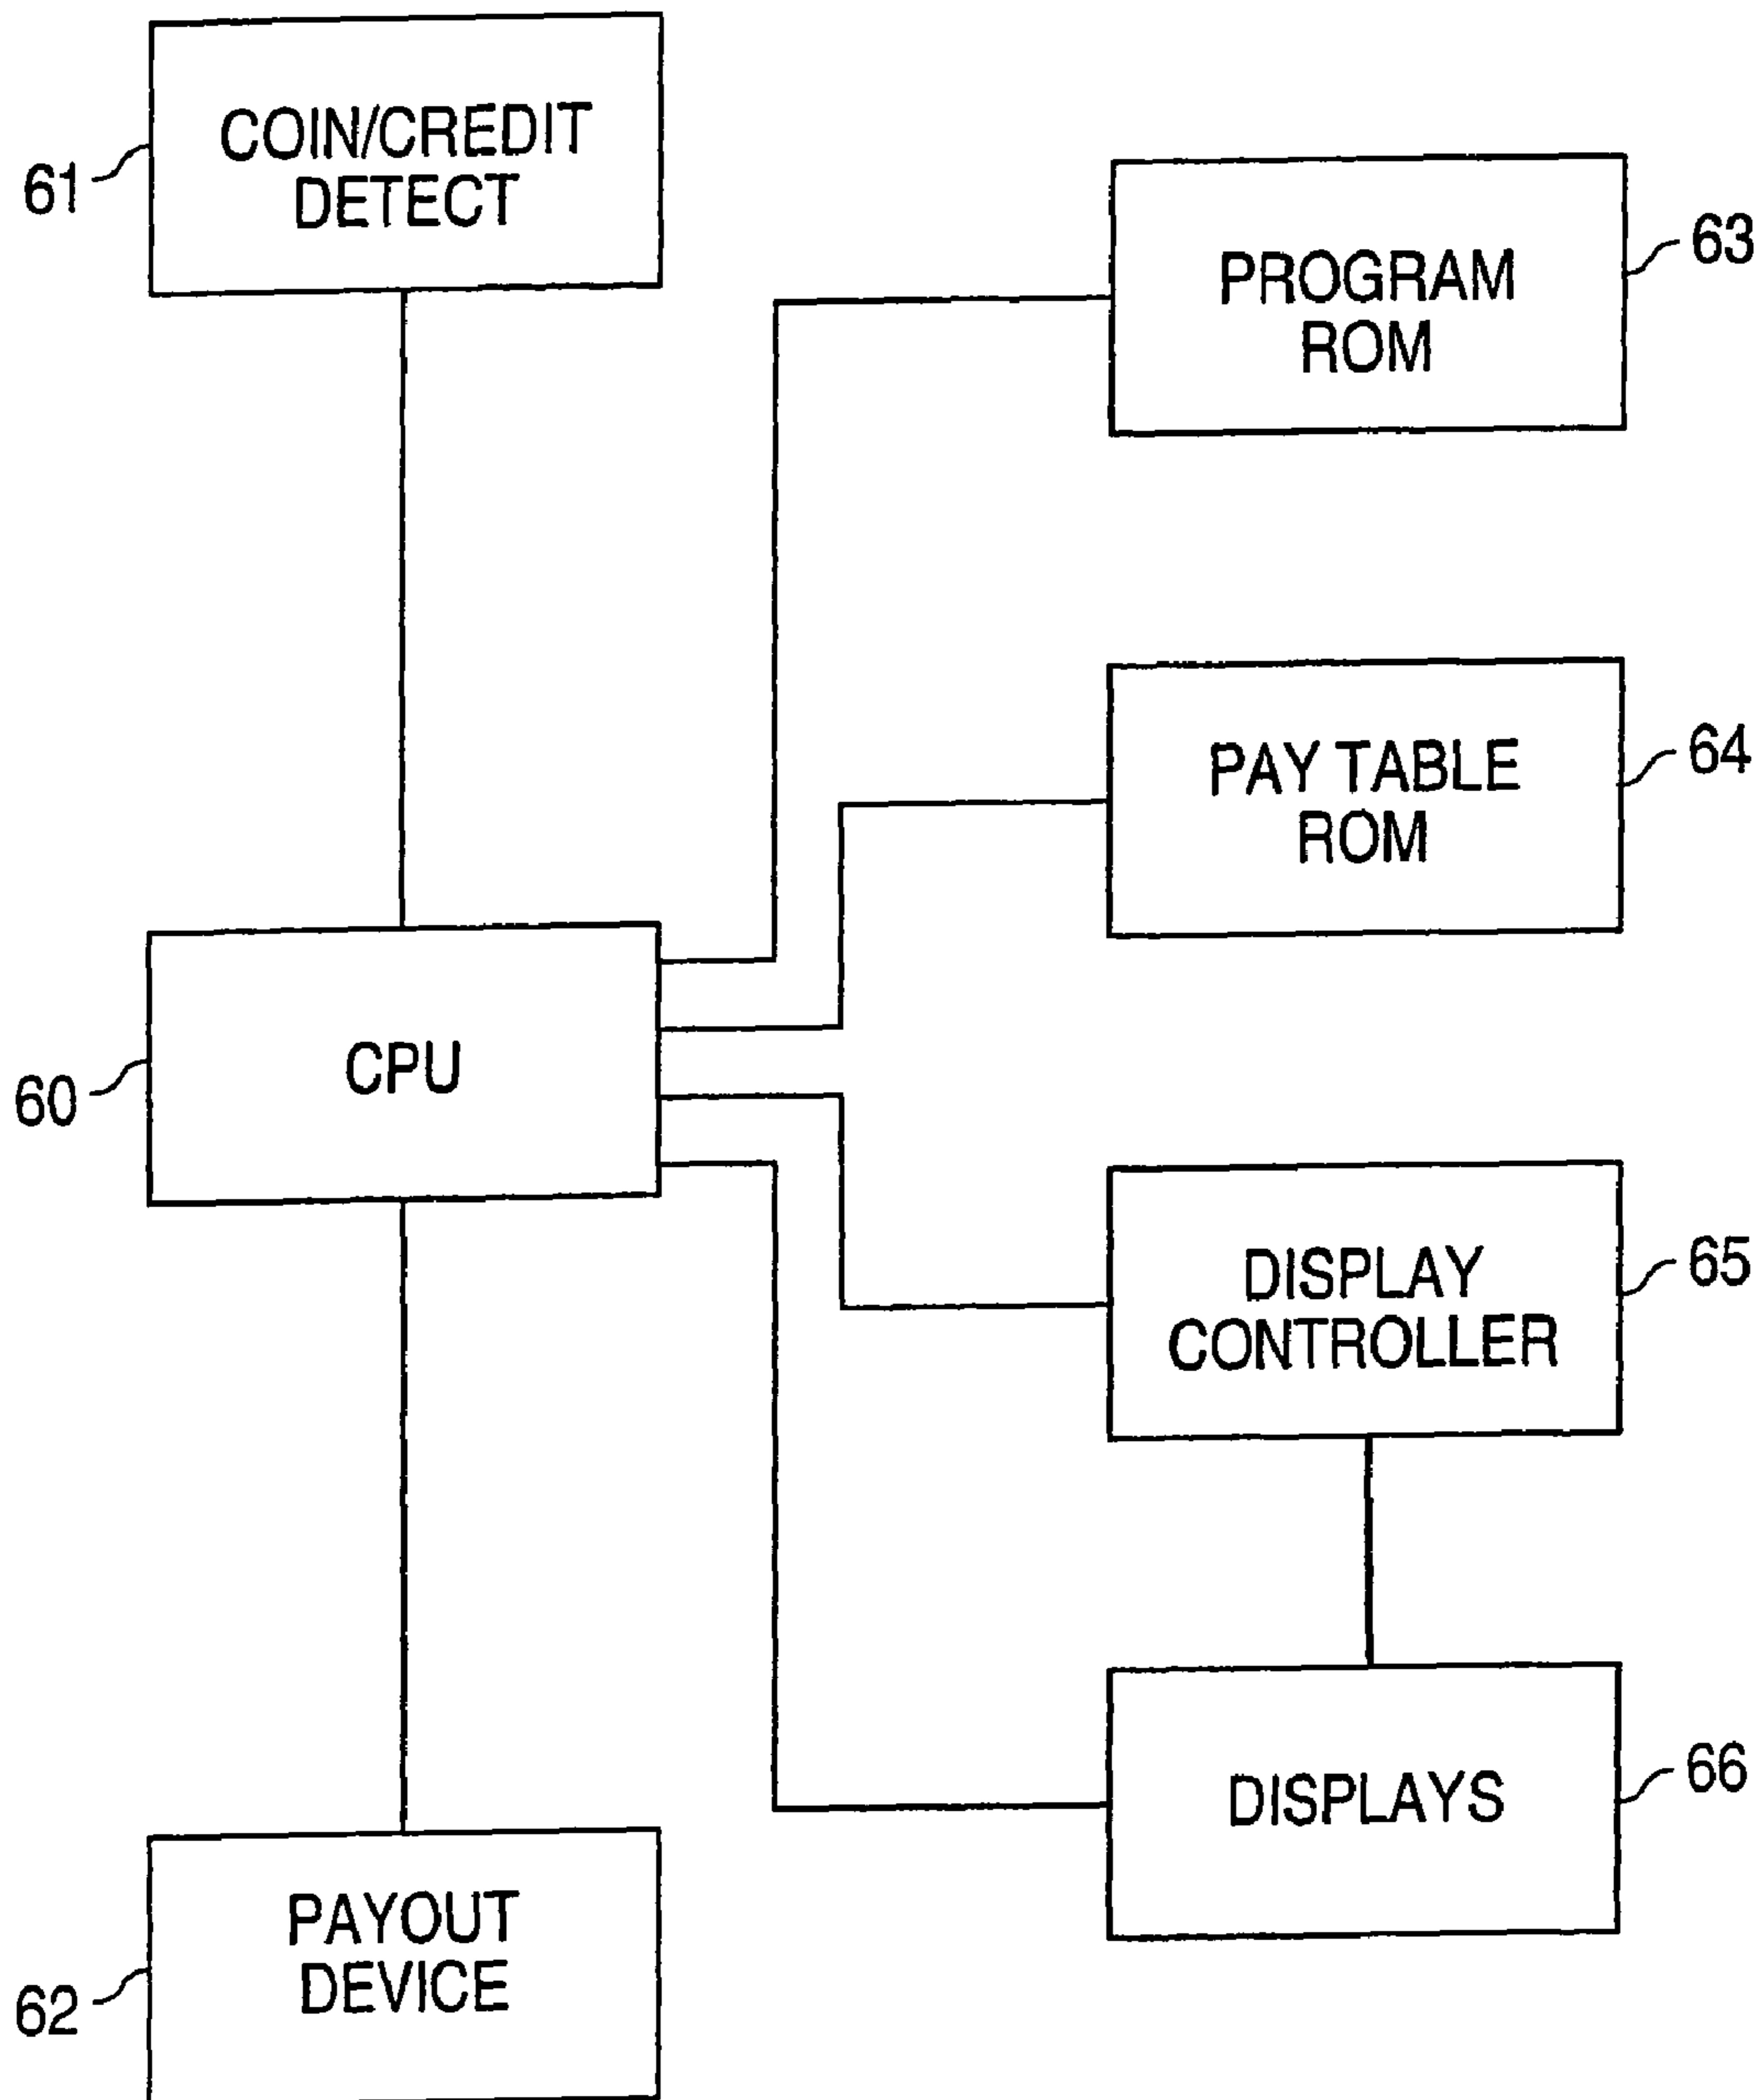 COIN/CREDIT
DETECT
61
PROGRAM
ROM
63
PAY TABLE
ROM
64
CPU
60
DISPLAY
CONTROLLER
65
DISPLAYS
66
PAYOUT
DEVICE
62